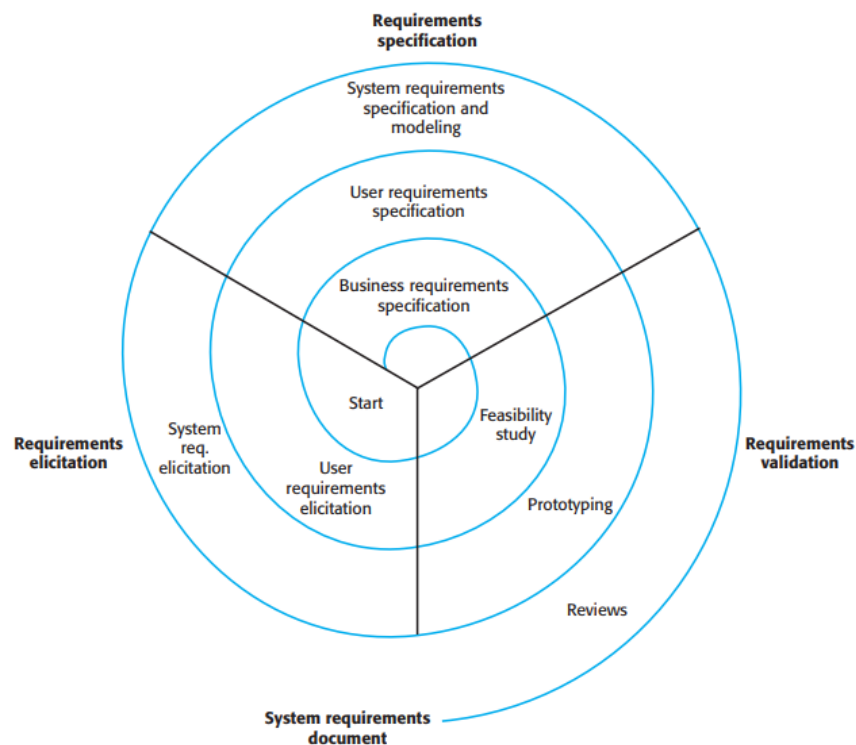 Requirements
specification
System requirements
specification and
modeling
User requirements
specification
Business requirements
specification
Start
Feasibility
study
System
req.
elicitation
User
requirements
elicitation
Requirements
elicitation
Requirements
validation
Prototyping
Reviews
System requirements
document